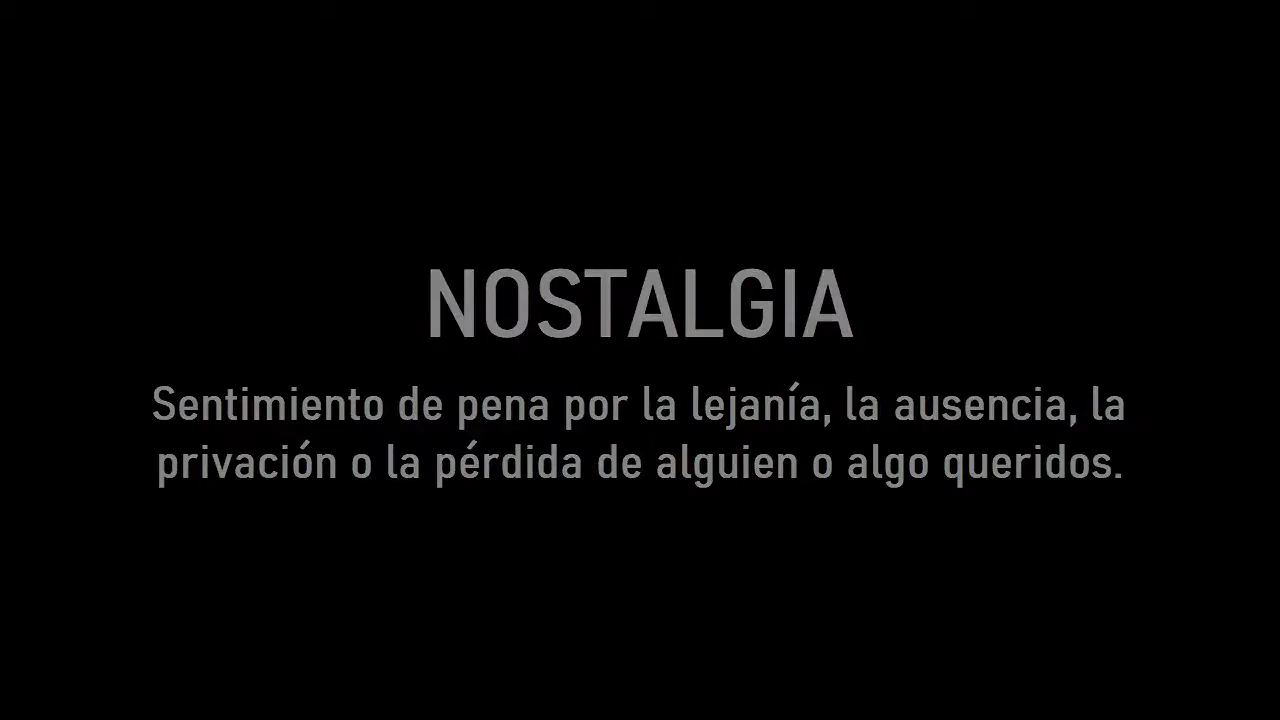 NOSTALGIA
Sentimiento de pena por la lejanía, la ausencia, la
privación o la pérdida de alguien o algo queridos.